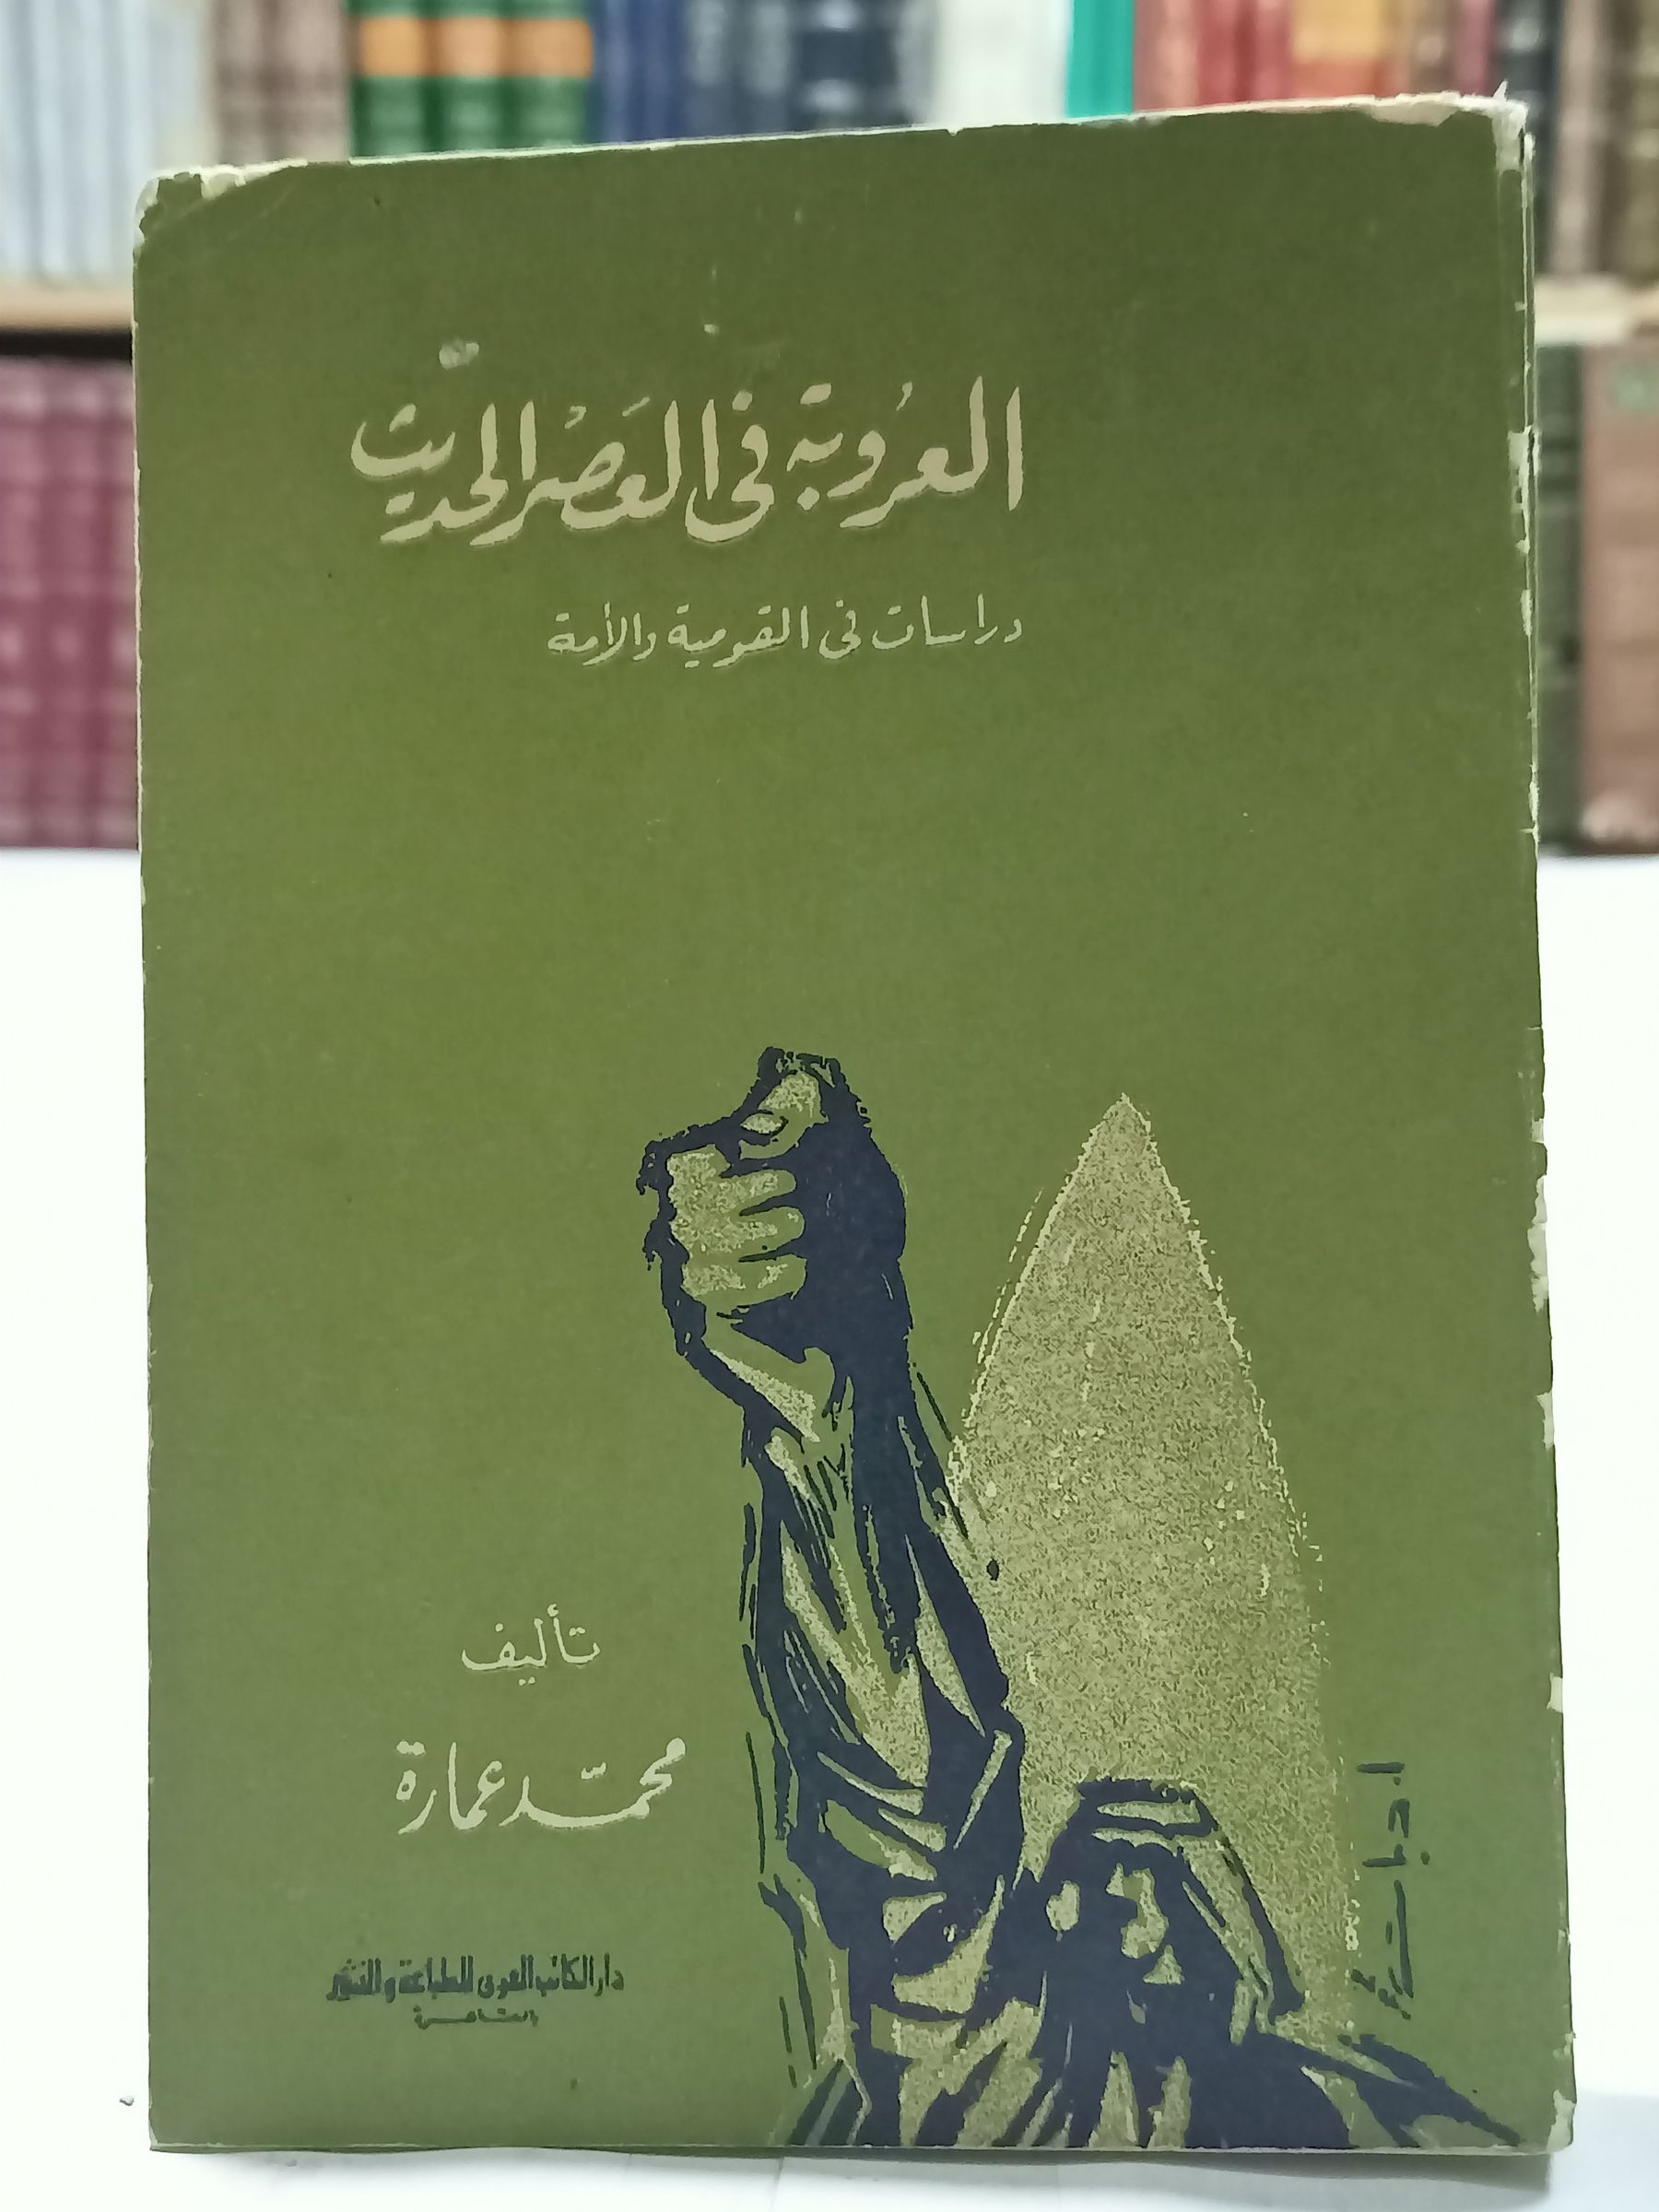 العروبة فى العصر الحديث
دراسات فى القومية والأمة
تأليف
محمد عمارة
دار الكاتب العربى للطباعة والنشر
القاهرة